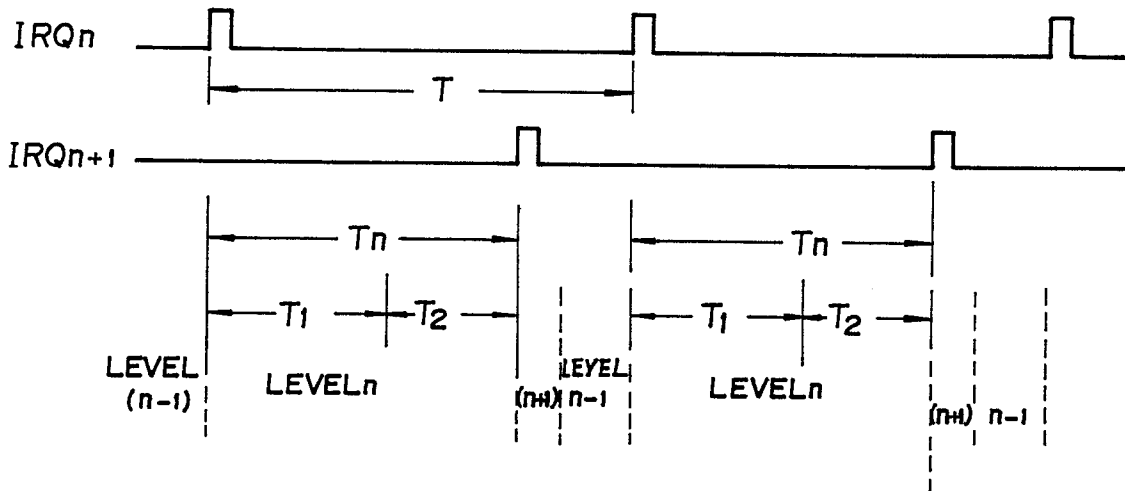 IRQn
T
IRQn+1
Tn Tn
T1 T2 T1 T2
LEVEL (n-1)
LEVELn
(n+1)
LEYEL n-1
LEVELn
(n+1)
n-1